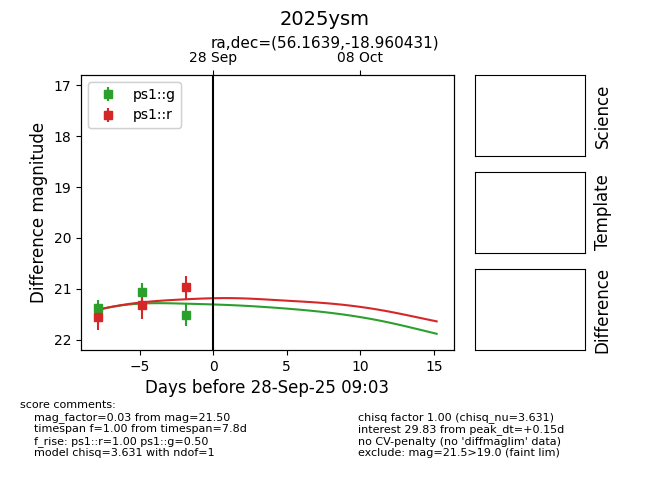 2025ysm
ra,dec=(56.1639,-18.960431)
28 Sep 08 Oct
ps1::g
ps1::r
17
18
19
20
21
22
Difference magnitude
−5 0 5 10 15
Days before 28-Sep-25 09:03
Science
Template
Difference
score comments:
mag_factor=0.03 from mag=21.50
timespan f=1.00 from timespan=7.8d
f_rise: ps1::r=1.00 ps1::g=0.50
model chisq=3.631 with ndof=1
chisq factor 1.00 (chisq_nu=3.631)
interest 29.83 from peak_dt=+0.15d
no CV-penalty (no 'diffmaglim' data)
exclude: mag=21.5>19.0 (faint lim)